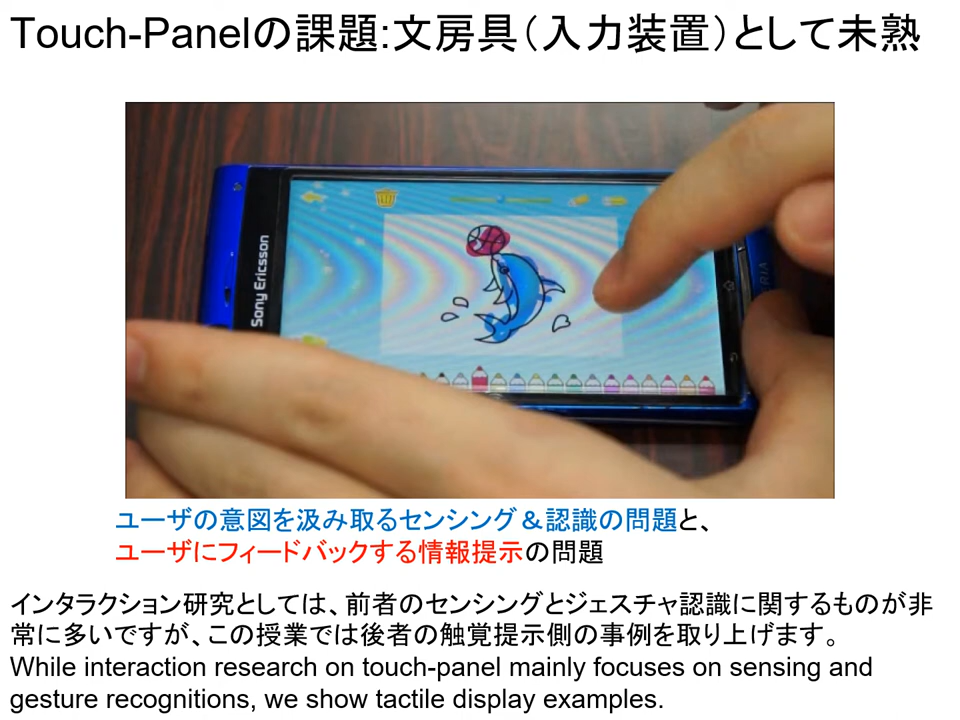 Touch-Panelの課題:文房具（入力装置）として未熟
Sony Ericsson
ユーザの意図を汲み取るセンシング＆認識の問題と、
ユーザにフィードバックする情報提示の問題
インタラクション研究としては、前者のセンシングとジェスチャ認識に関するものが非
常に多いですが、この授業では後者の触覚提示側の事例を取り上げます。
While interaction research on touch-panel mainly focuses on sensing and
gesture recognitions, we show tactile display examples.